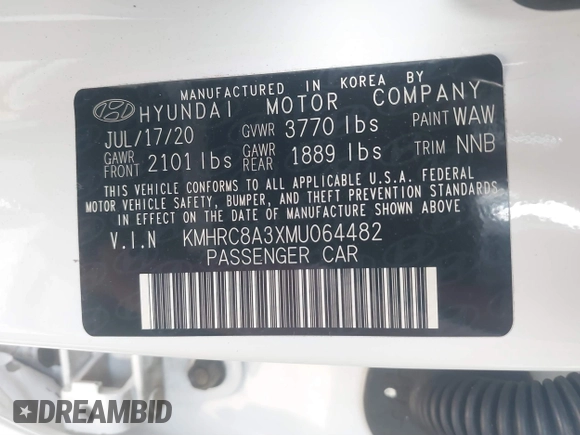 MANUFACTURED IN KOREA BY
HYUNDAI MOTOR COMPANY
JUL/17/20 GVWR 3770 lbs PAINT WAW
GAWR FRONT 2101 lbs GAWR REAR 1889 lbs TRIM NNB
THIS VEHICLE CONFORMS TO ALL APPLICABLE U.S.A. FEDERAL
MOTOR VEHICLE SAFETY, BUMPER, AND THEFT PREVENTION STANDARDS
IN EFFECT ON THE DATE OF MANUFACTURE SHOWN ABOVE.
V.I.N KMHRC8A3XMU064482
PASSENGER CAR
DREAMBID